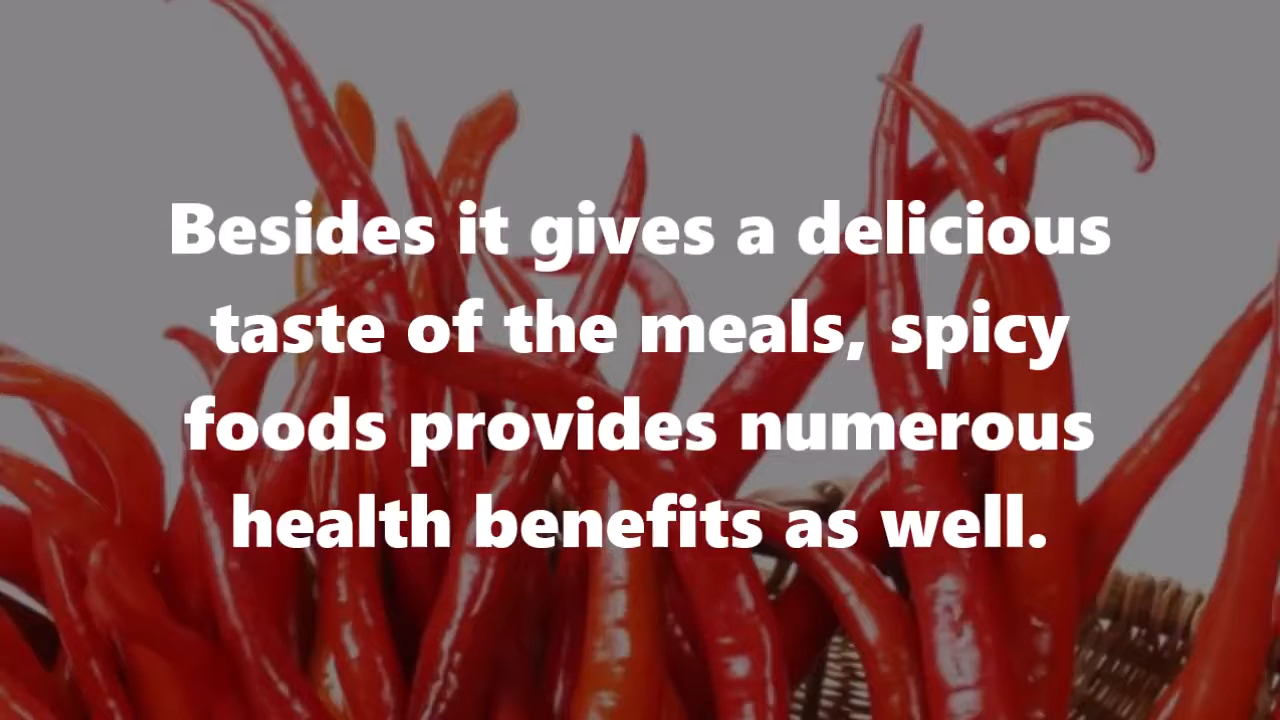 Besides it gives a delicious
taste of the meals, spicy
foods provides numerous
health benefits as well.